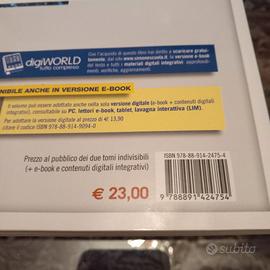 digiWORLD
tutto compreso
Con l'acquisto di questo libro hai diritto a scaricare gratuita-
mente, dal sito www.simonescuola.it, la versione e-book
del testo e tutti i materiali digitali integrativi (approfondi-
menti, verifiche, eserciziari, aggiornamenti).
NIBILE ANCHE IN VERSIONE E-BOOK
Il volume può essere adottato anche nella sola versione digitale (e-book + contenuti digitali
integrativi), consultabile su PC, lettori e-book, tablet, lavagna interattiva (LIM).
Per adottare la versione digitale al prezzo di € 13,90
citare il codice ISBN 978-88-914-9094-0
Prezzo al pubblico dei due tomi indivisibili
(+ e-book e contenuti digitali integrativi)
€ 23,00
ISBN 978-88-914-2475-4
9 788891 424754
subito